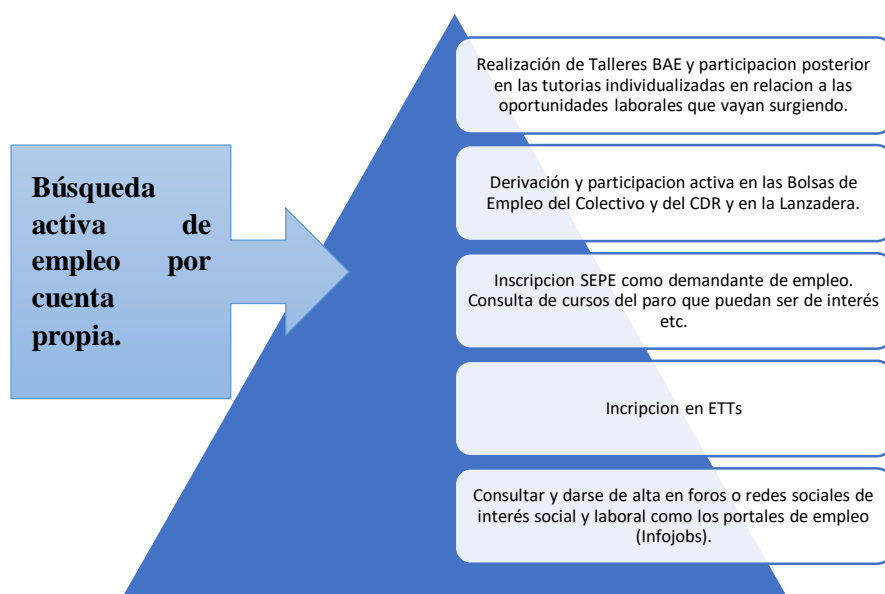 Búsqueda
activa de
empleo por
cuenta
propia.
Realización de Talleres BAE y participacion posterior
en las tutorias individualizadas en relacion a las
oportunidades laborales que vayan surgiendo.
Derivación y participacion activa en las Bolsas de
Empleo del Colectivo y del CDR y en la Lanzadera.
Inscripcion SEPE como demandante de empleo.
Consulta de cursos del paro que puedan ser de interés
etc.
Incripcion en ETTs
Consultar y darse de alta en foros o redes sociales de
interés social y laboral como los portales de empleo
(Infojobs).